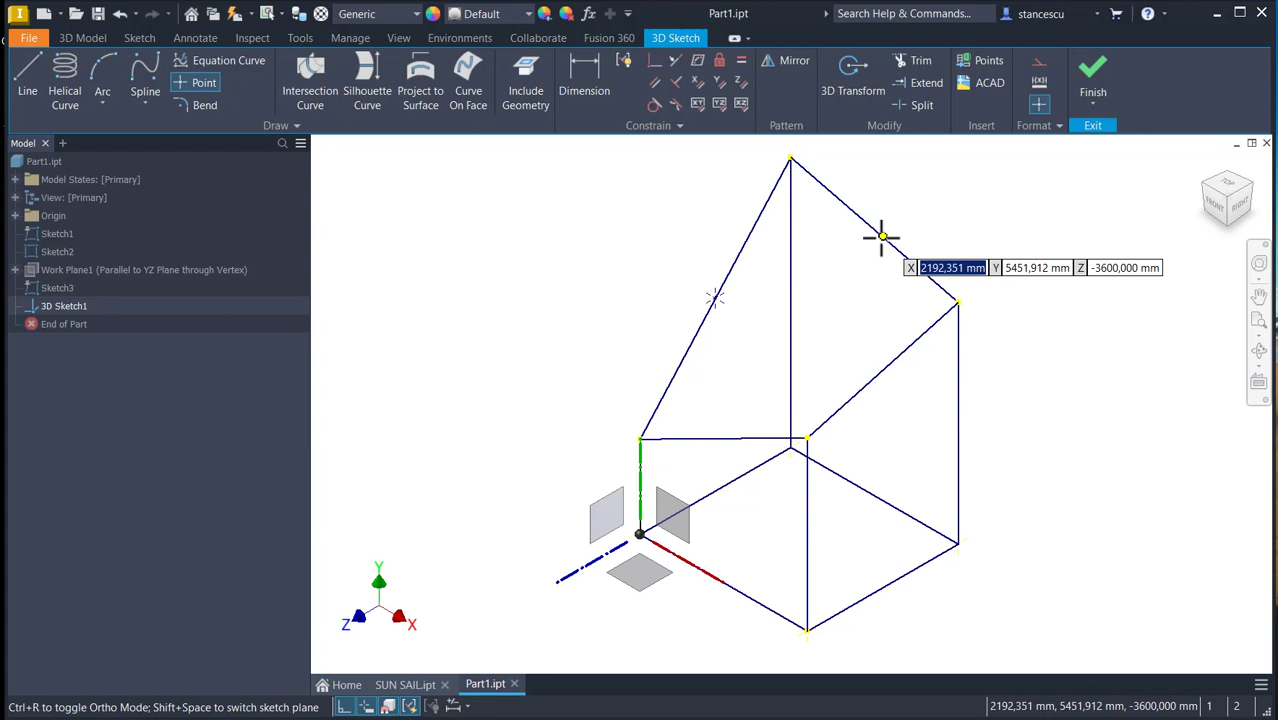 I PRO
Generic
Default
fx
Part1.ipt
Search Help & Commands...
stancescu
?
File
3D Model
Sketch
Annotate
Inspect
Tools
Manage
View
Environments
Collaborate
Fusion 360
3D Sketch
Line
Helical Curve
Arc
Spline
Equation Curve
Point
Bend
Intersection Curve
Silhouette Curve
Project to Surface
Curve On Face
Include Geometry
Dimension
Mirror
3D Transform
Trim
Extend
Split
Points
ACAD
Finish
Draw
Constrain
Pattern
Modify
Insert
Format
Exit
Model
Part1.ipt
Model States: [Primary]
View: [Primary]
Origin
Sketch1
Sketch2
Work Plane1 (Parallel to YZ Plane through Vertex)
Sketch3
3D Sketch1
End of Part
TOP
FRONT
RIGHT
X 2192,351 mm Y 5451,912 mm Z -3600,000 mm
Y
Z
X
Home
SUN SAIL.ipt
Part1.ipt
Ctrl+R to toggle Ortho Mode; Shift+Space to switch sketch plane
2192,351 mm, 5451,912 mm, -3600,000 mm 1 2